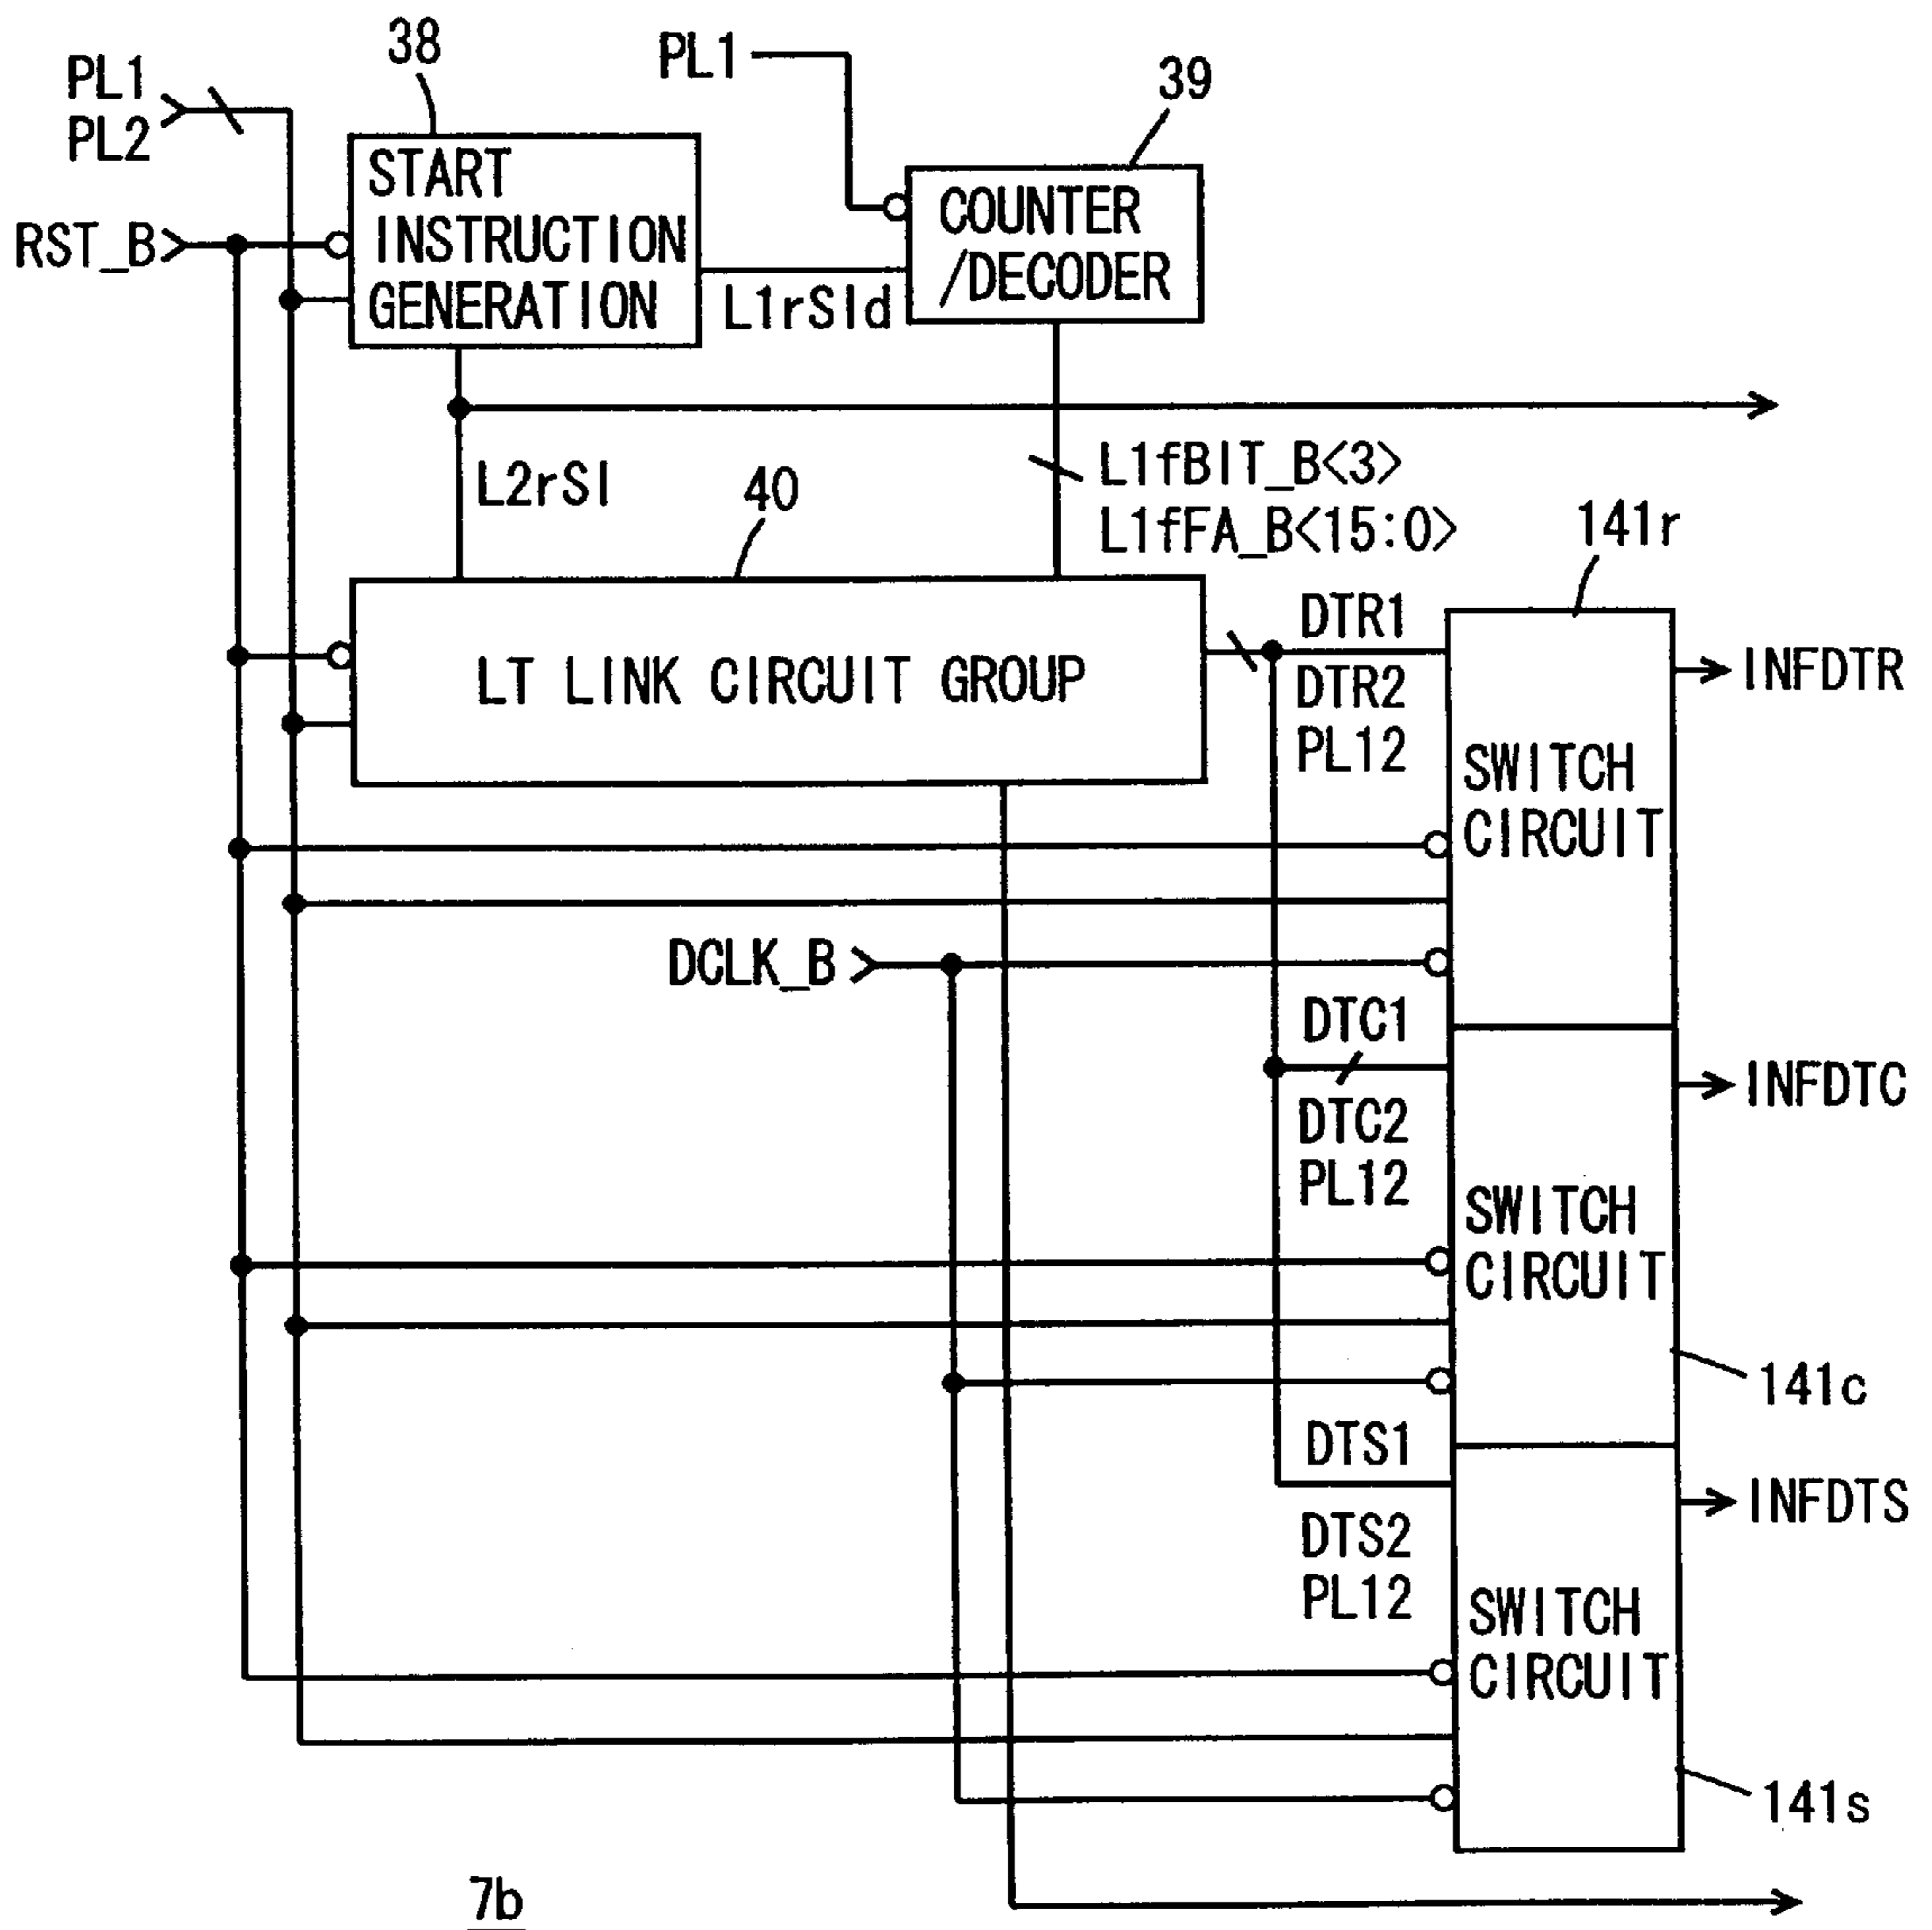 38
PL1
39
PL1
PL2
START
INSTRUCTION
GENERATION
COUNTER
/DECODER
RST_B
L1rSId
L2rSI
L1fBIT_B<3>
L1fFA_B<15:0>
40
141r
LT LINK CIRCUIT GROUP
DTR1
DTR2
PL12
SWITCH
CIRCUIT
INFDTR
DCLK_B
DTC1
DTC2
PL12
SWITCH
CIRCUIT
INFDTC
141c
DTS1
DTS2
PL12
SWITCH
CIRCUIT
INFDTS
141s
7b